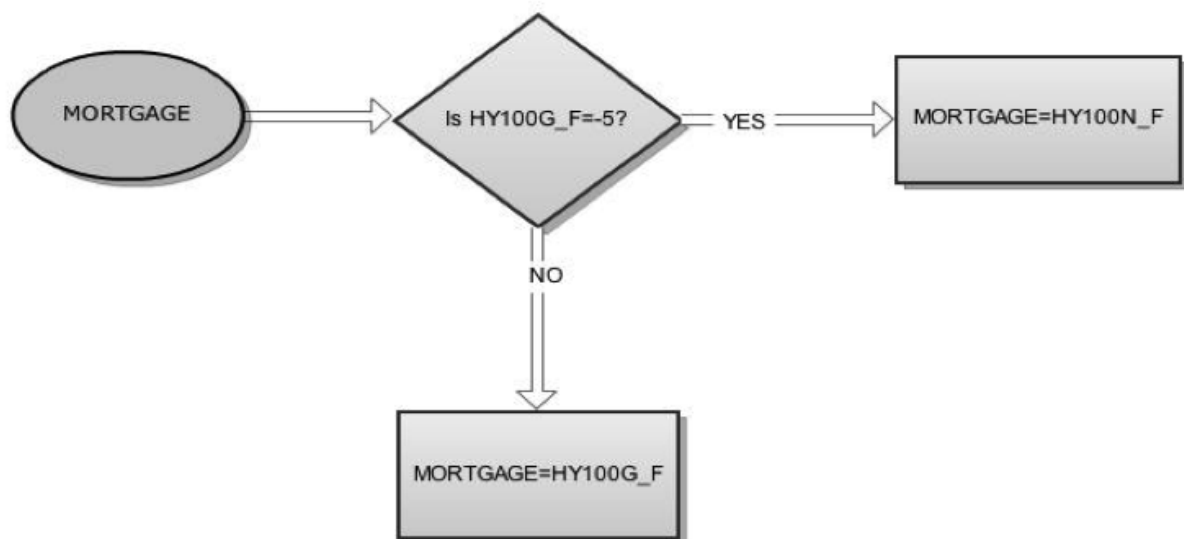 MORTGAGE
Is HY100G_F=-5?
YES
MORTGAGE=HY100N_F
NO
MORTGAGE=HY100G_F